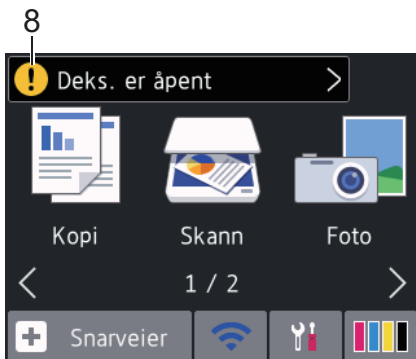 8
Deks. er åpent
Kopi Skann Foto
1 / 2
Snarveier